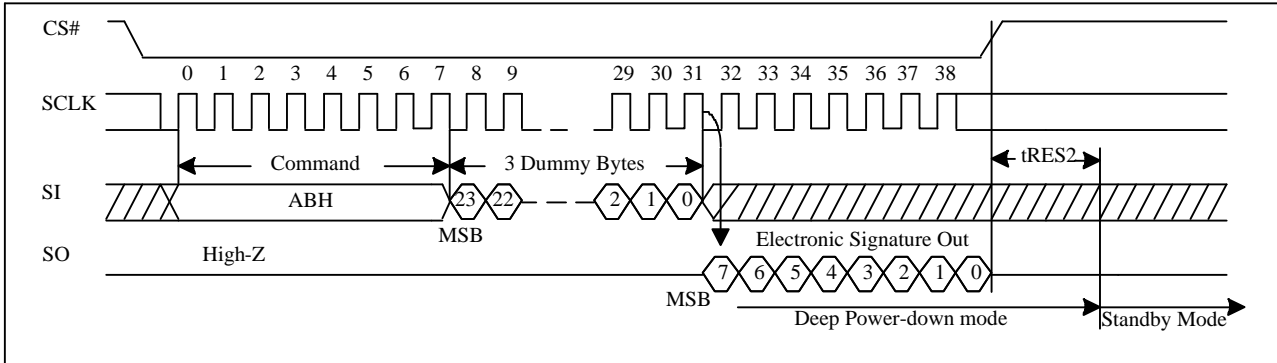 CS#
0 1 2 3 4 5 6 7 8 9 29 30 31 32 33 34 35 36 37 38
SCLK
Command 3 Dummy Bytes tRES2
SI ABH 23 22 2 1 0
MSB
SO High-Z Electronic Signature Out
7 6 5 4 3 2 1 0
MSB
Deep Power-down mode Standby Mode